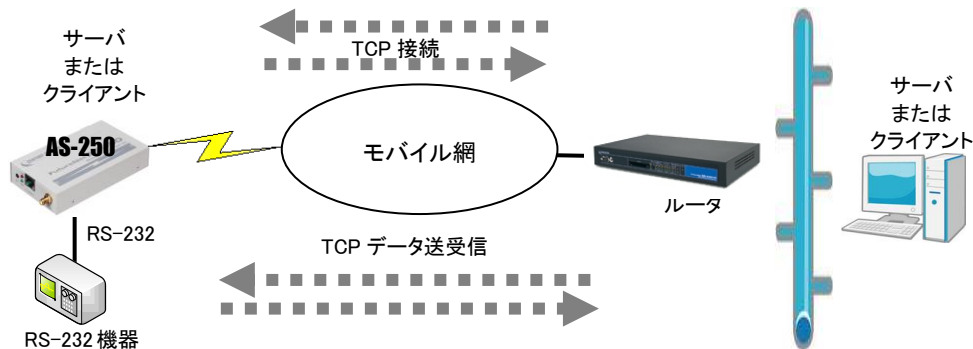 サーバ
または
クライアント
TCP 接続
AS-250
モバイル網
サーバ
または
クライアント
ルータ
RS-232
TCP データ送受信
RS-232 機器